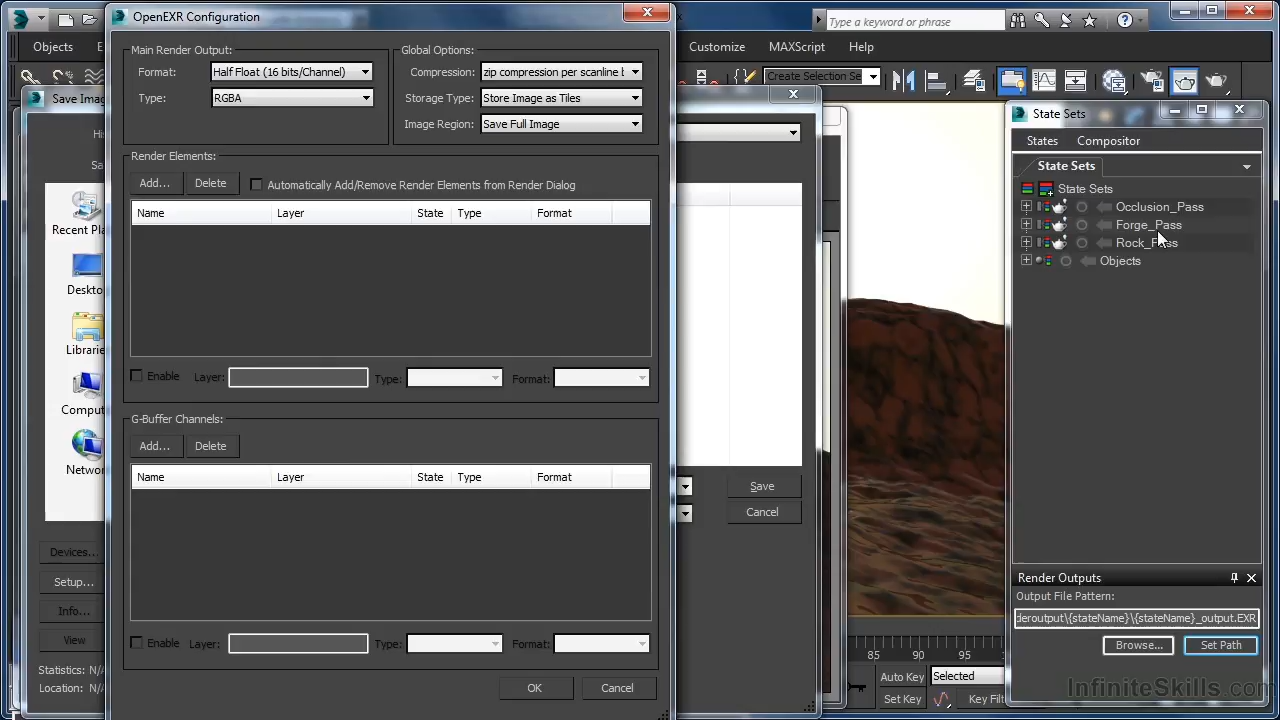 OpenEXR Configuration
Type a keyword or phrase
Objects
Customize
MAXScript
Help
Main Render Output:
Format:
Half Float (16 bits/Channel)
Type:
RGBA
Global Options:
Compression:
zip compression per scanline b
Storage Type:
Store Image as Tiles
Image Region:
Save Full Image
Create Selection Se
Save Imag
State Sets
States
Compositor
State Sets
State Sets
Occlusion_Pass
Forge_Pass
Rock_Pass
Objects
Render Elements:
Add...
Delete
Automatically Add/Remove Render Elements from Render Dialog
Name
Layer
State
Type
Format
Enable
Layer:
Type:
Format:
G-Buffer Channels:
Add...
Delete
Name
Layer
State
Type
Format
Enable
Layer:
Type:
Format:
OK
Cancel
Recent Pla
Deskto
Librarie
Comput
Networ
Devices...
Setup...
Info...
View
Statistics: N/A
Location: N/A
Save
Cancel
Render Outputs
Output File Pattern:
deroutput\{stateName}\{stateName}_output.EXR
Browse...
Set Path
85
90
95
Auto Key
Selected
Set Key
Key Filt
InfiniteSkills.com